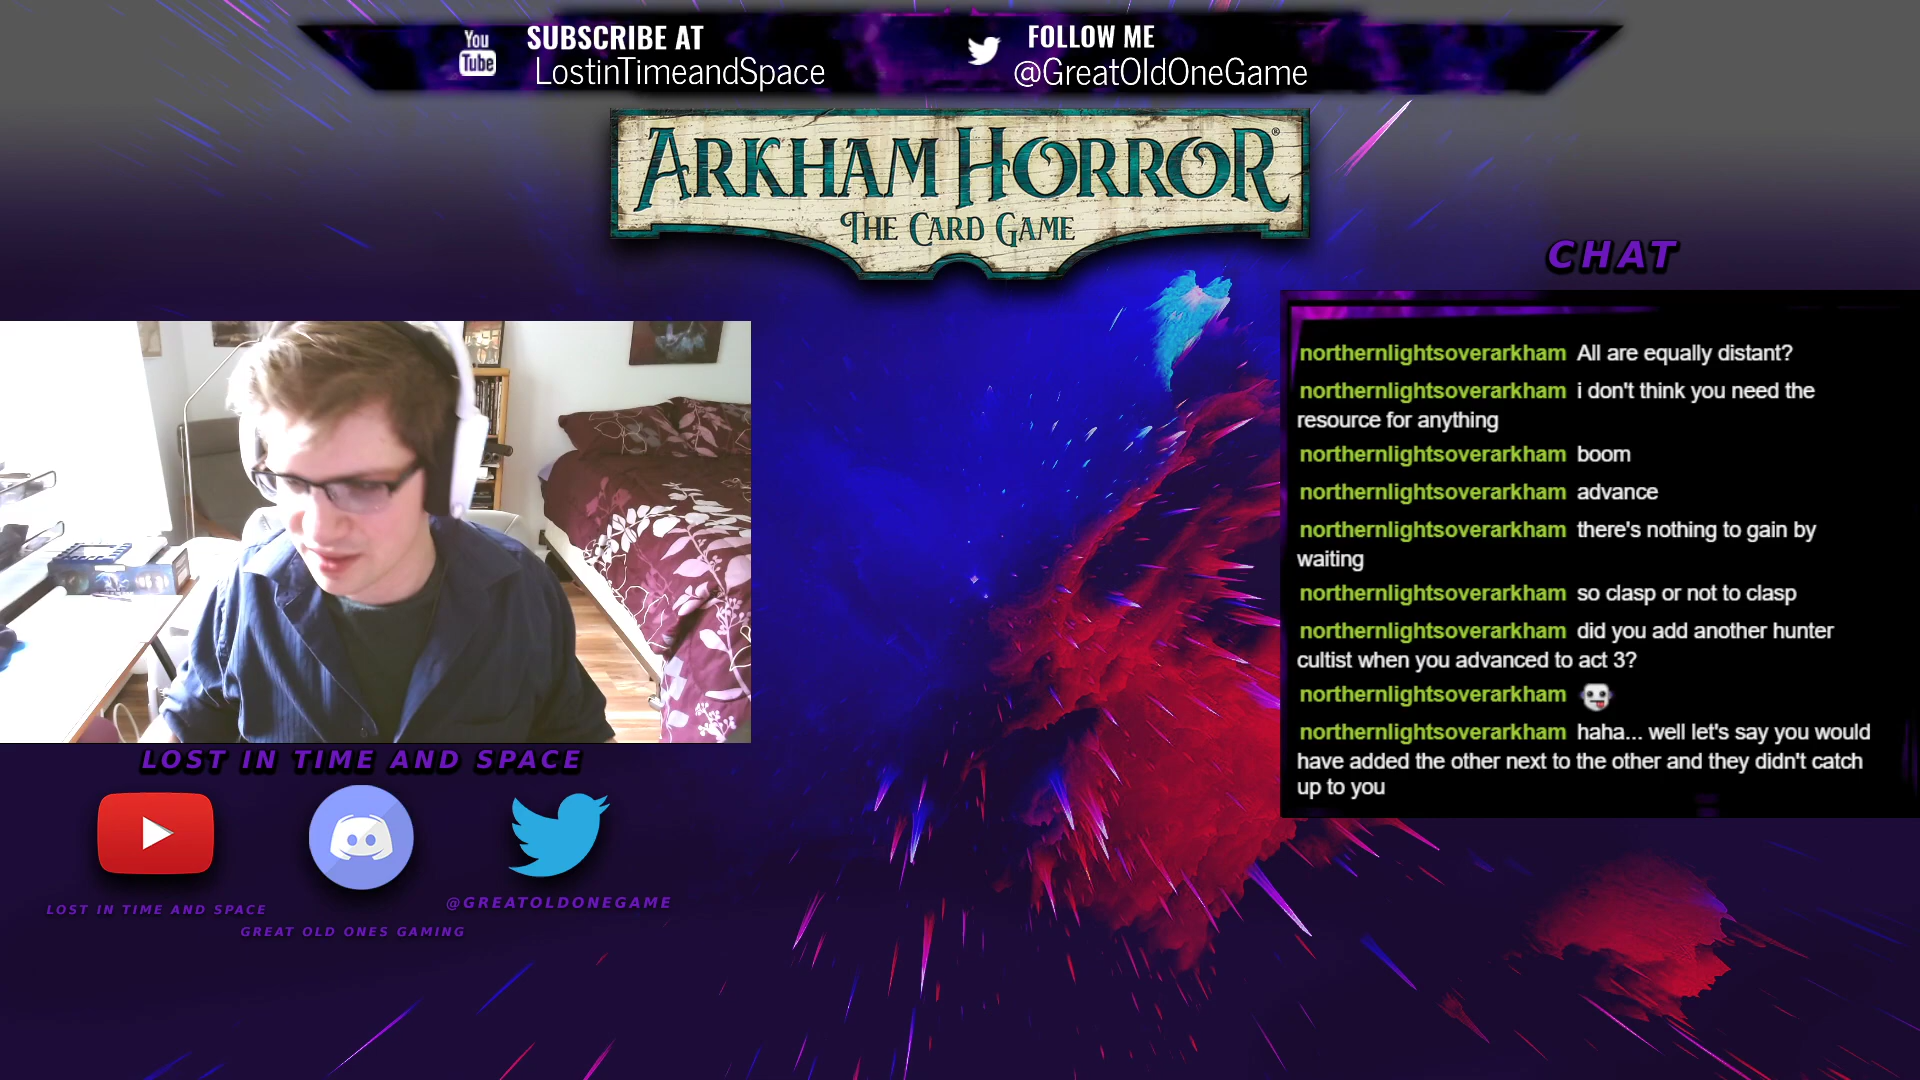 You
Tube
SUBSCRIBE AT
LostinTimeandSpace
FOLLOW ME
@GreatOldOneGame
ARKHAM HORROR®
THE CARD GAME
CHAT
northernlightsoverarkham All are equally distant?
northernlightsoverarkham i don't think you need the
resource for anything
northernlightsoverarkham boom
northernlightsoverarkham advance
northernlightsoverarkham there's nothing to gain by
waiting
northernlightsoverarkham so clasp or not to clasp
northernlightsoverarkham did you add another hunter
cultist when you advanced to act 3?
northernlightsoverarkham
northernlightsoverarkham haha... well let's say you would
have added the other next to the other and they didn't catch
up to you
LOST IN TIME AND SPACE
LOST IN TIME AND SPACE
GREAT OLD ONES GAMING
@GREATOLDONEGAME